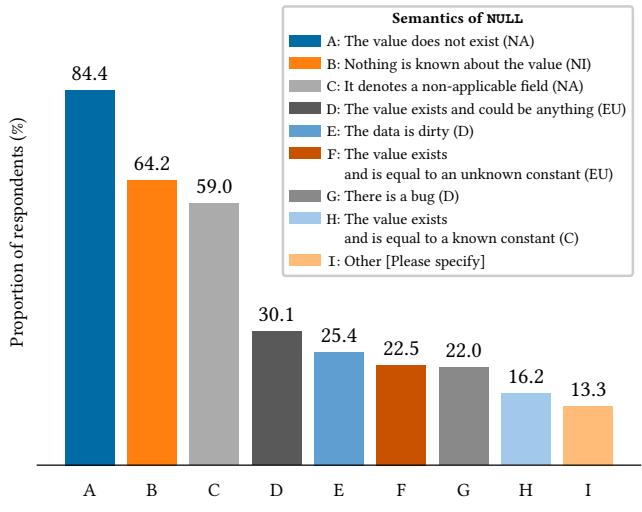 Semantics of NULL
A: The value does not exist (NA)
B: Nothing is known about the value (NI)
C: It denotes a non-applicable field (NA)
D: The value exists and could be anything (EU)
E: The data is dirty (D)
F: The value exists
and is equal to an unknown constant (EU)
G: There is a bug (D)
H: The value exists
and is equal to a known constant (C)
I: Other [Please specify]
Proportion of respondents (%)
84.4
64.2
59.0
30.1
25.4
22.5
22.0
16.2
13.3
A B C D E F G H I